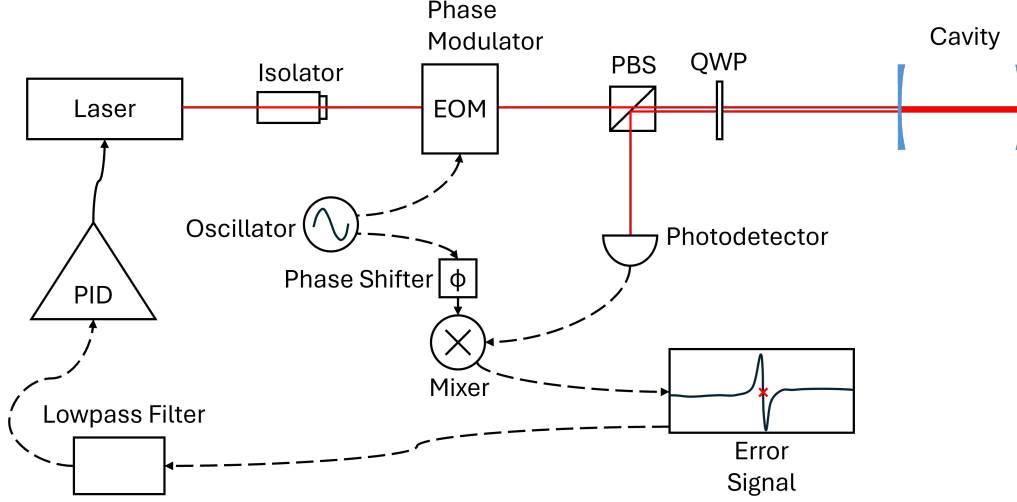 Phase
Modulator
Cavity
Isolator
PBS
QWP
Laser
EOM
Oscillator
Photodetector
Phase Shifter
ϕ
PID
Mixer
Lowpass Filter
Error
Signal